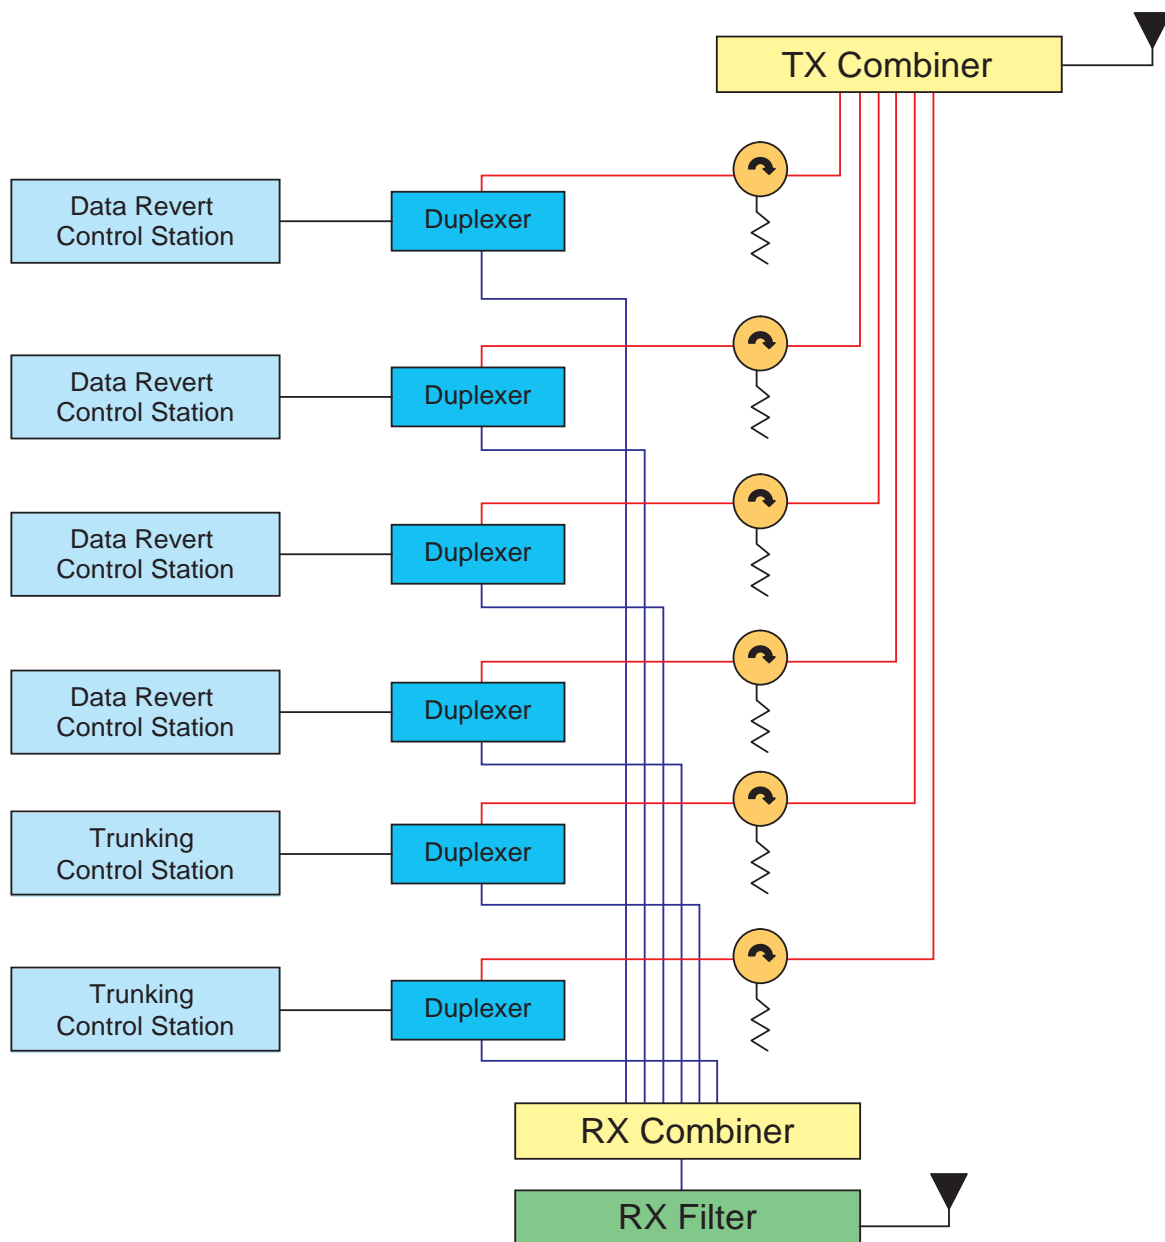 TX Combiner
Data Revert
Control Station
Duplexer
Data Revert
Control Station
Duplexer
Data Revert
Control Station
Duplexer
Data Revert
Control Station
Duplexer
Trunking
Control Station
Duplexer
Trunking
Control Station
Duplexer
RX Combiner
RX Filter